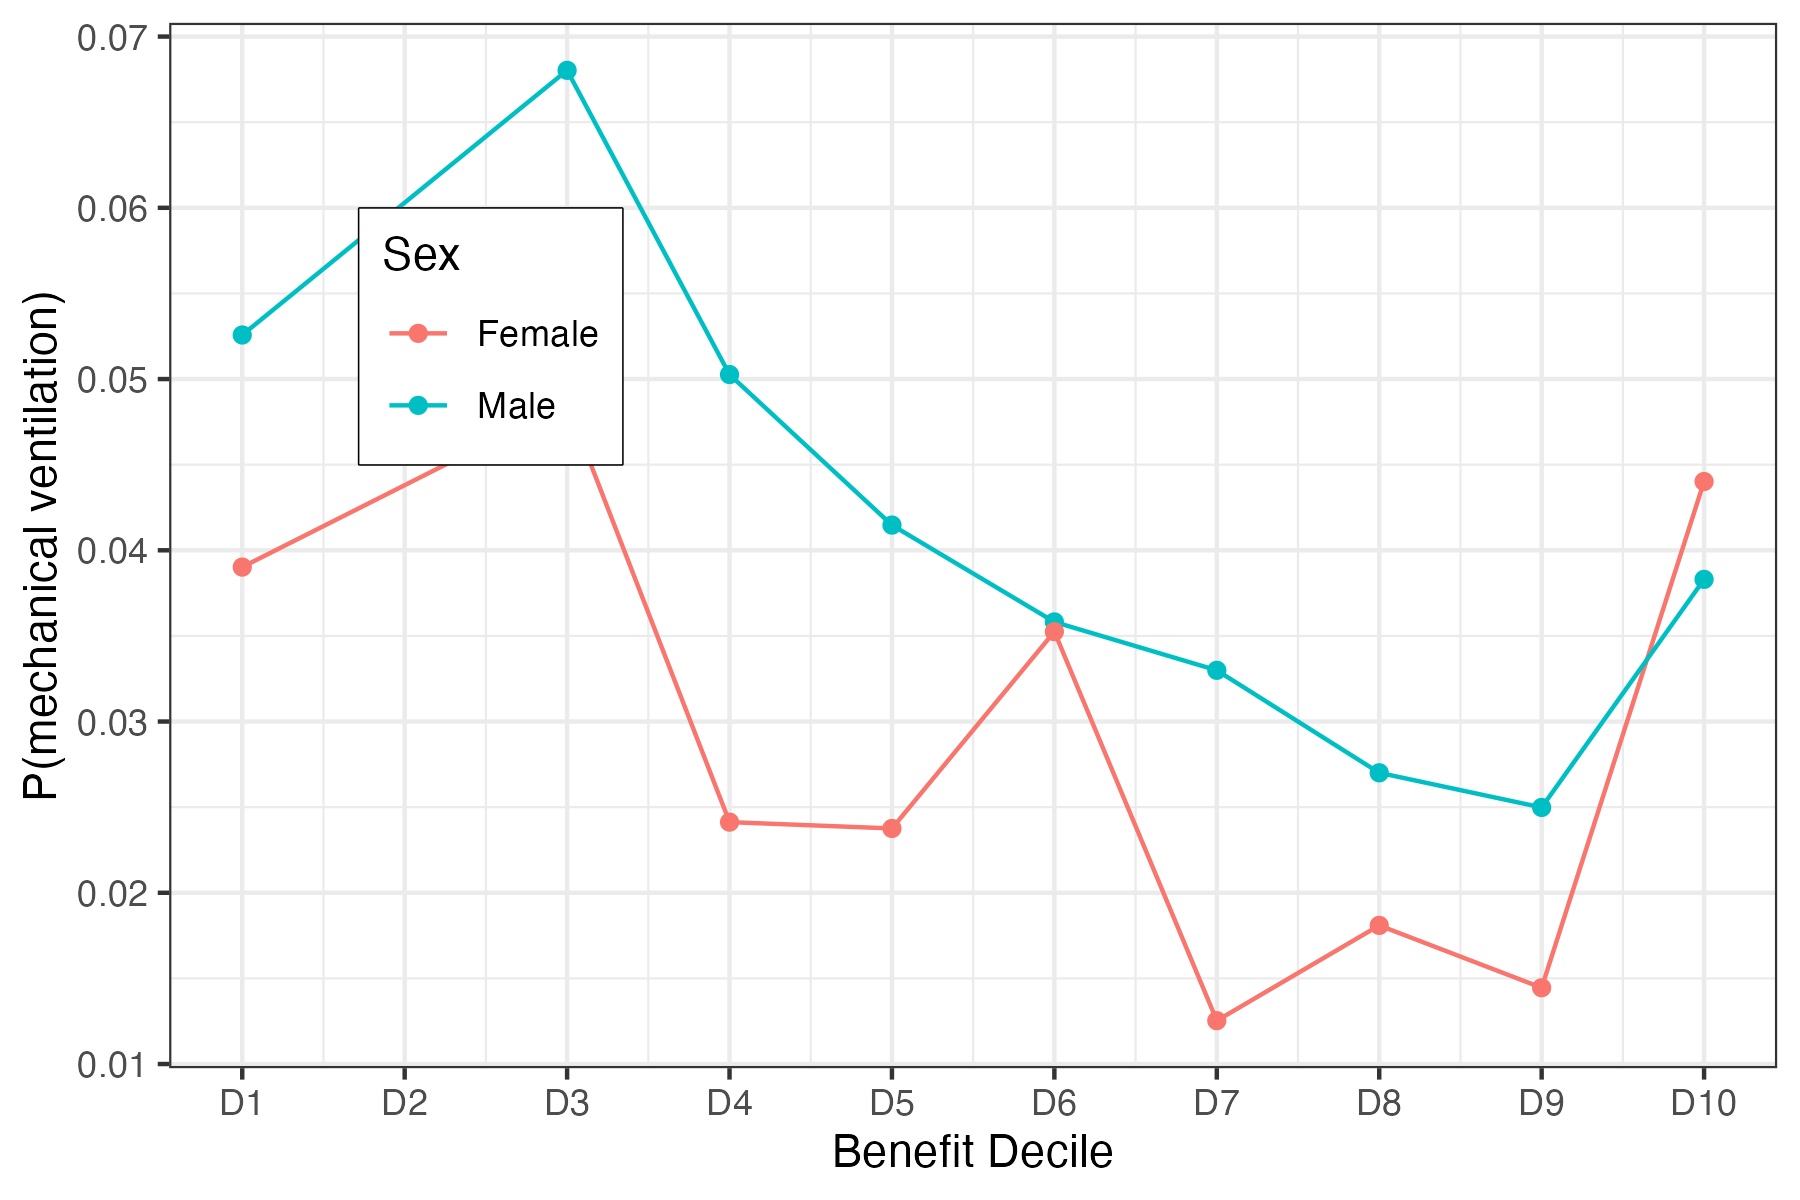 0.07
0.06
0.05
0.04
0.03
0.02
0.01
P(mechanical ventilation)
Sex
Female
Male
D1 D2 D3 D4 D5 D6 D7 D8 D9 D10
Benefit Decile